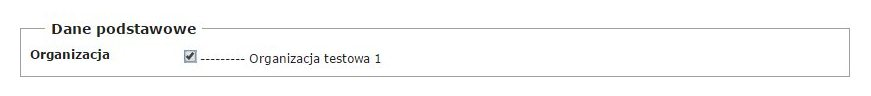 Dane podstawowe
Organizacja --------- Organizacja testowa 1